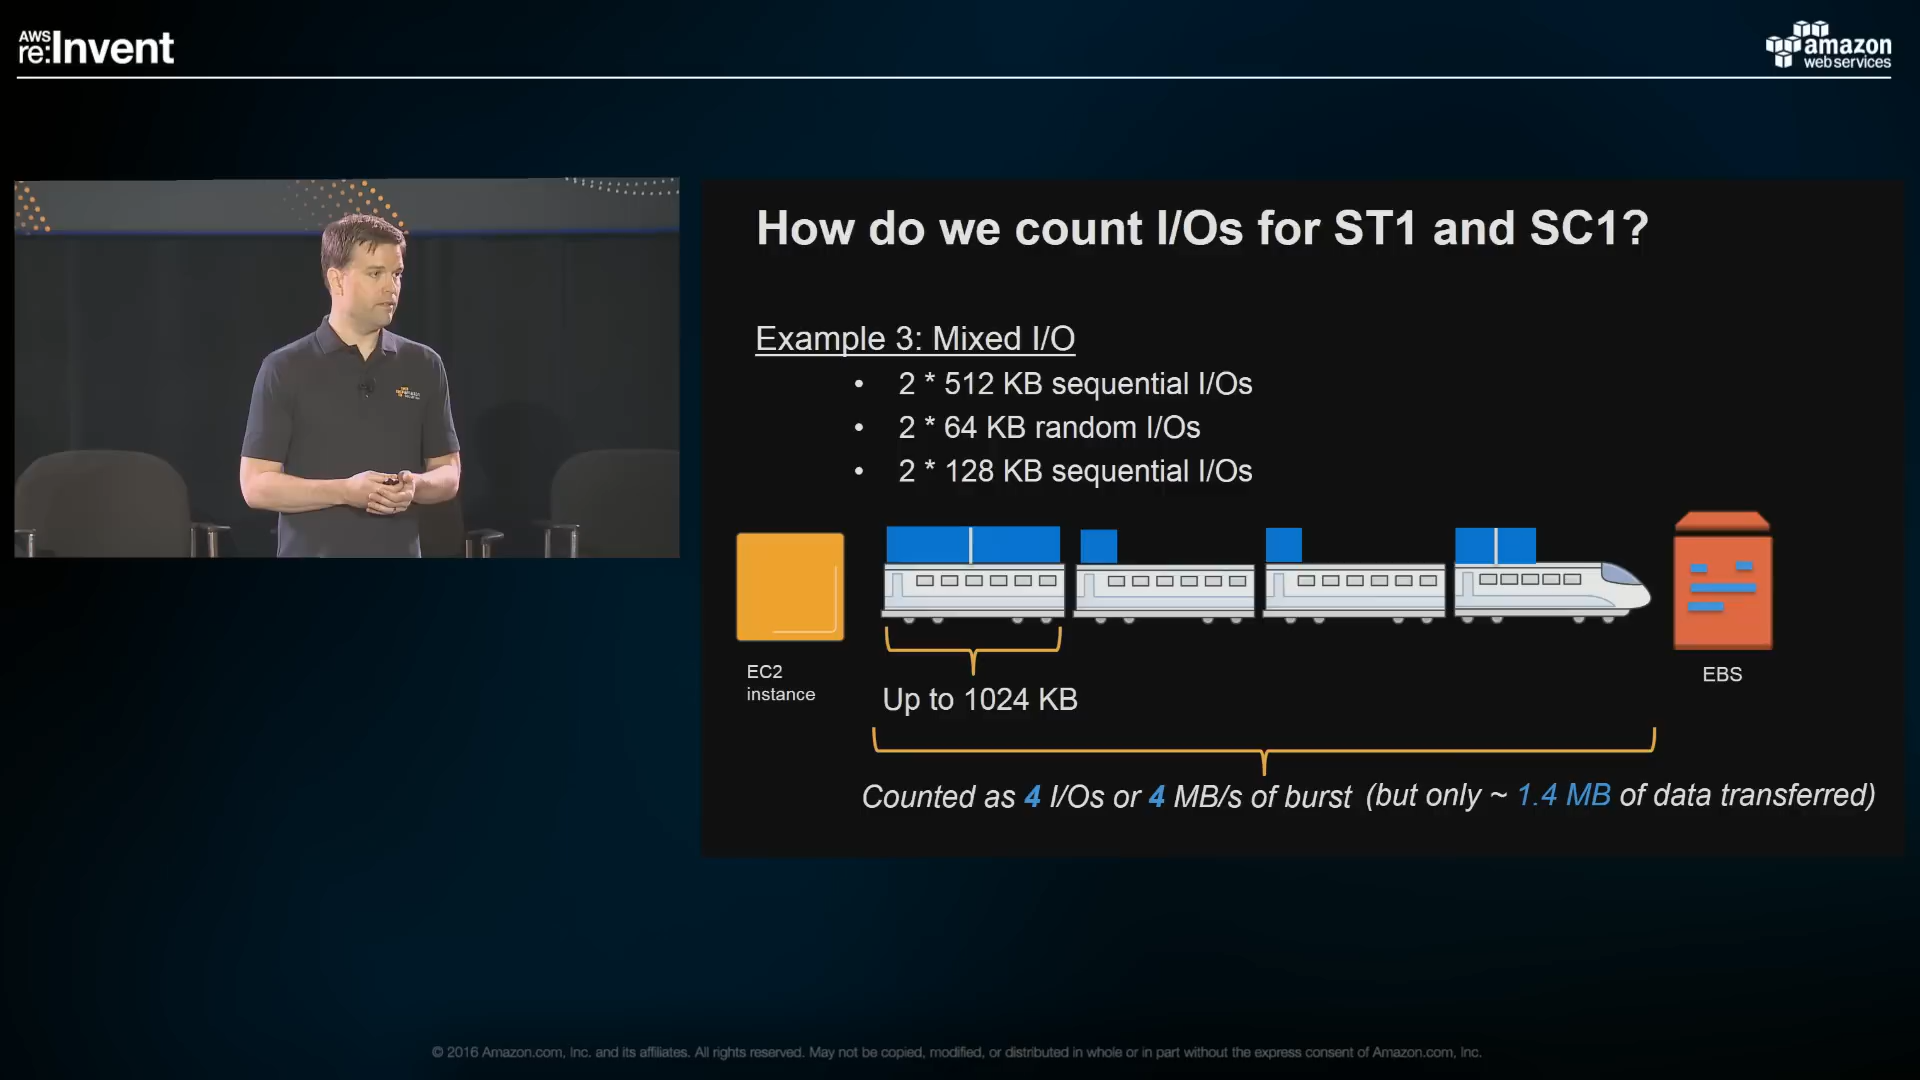 AWS
re:Invent
amazon
web services
How do we count I/Os for ST1 and SC1?
Example 3: Mixed I/O
• 2 * 512 KB sequential I/Os
• 2 * 64 KB random I/Os
• 2 * 128 KB sequential I/Os
EC2
instance
EBS
Up to 1024 KB
Counted as 4 I/Os or 4 MB/s of burst (but only ~ 1.4 MB of data transferred)
© 2016 Amazon.com, Inc. and its affiliates. All rights reserved. May not be copied, modified, or distributed in whole or in part without the express consent of Amazon.com, Inc.